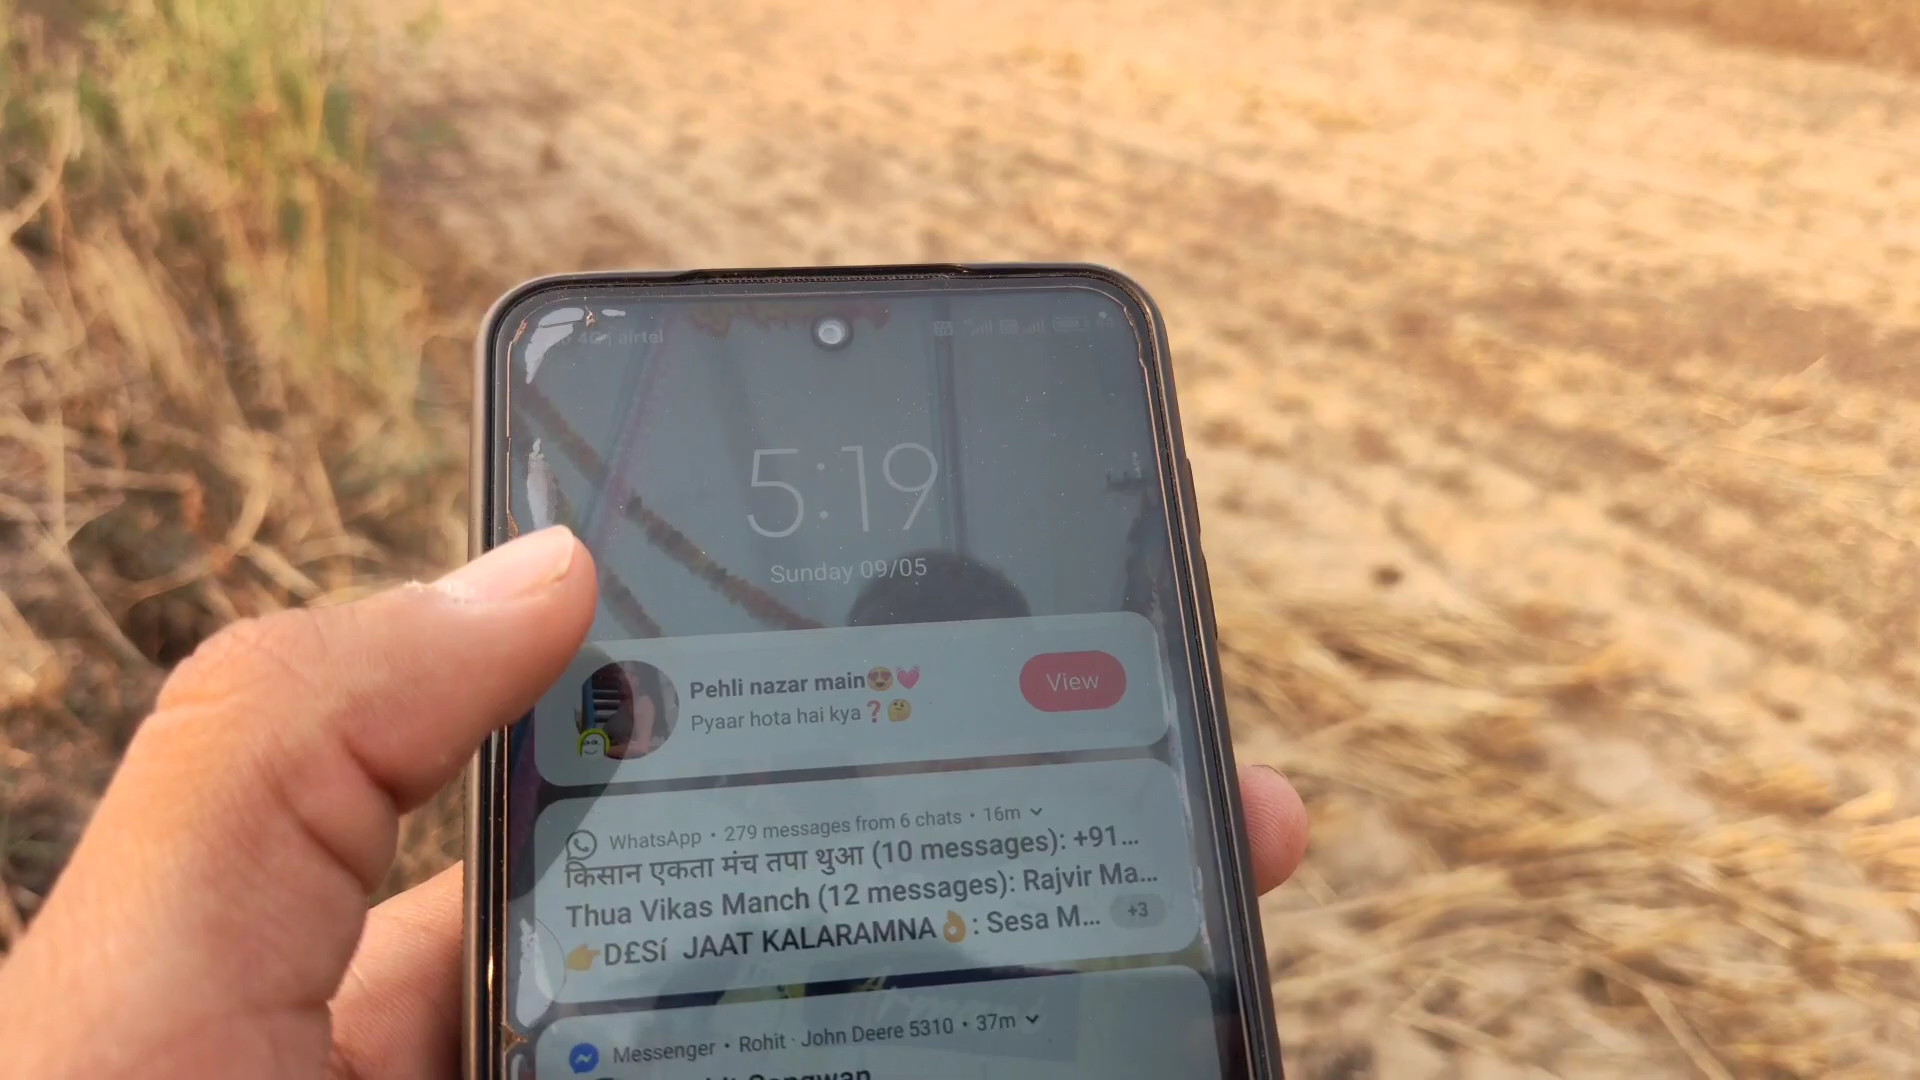 4G airtel
5:19
Sunday 09/05
Pehli nazar main😍💓
View
Pyaar hota hai kya❓🤔
WhatsApp • 279 messages from 6 chats • 16m
किसान एकता मंच तपा थुआ (10 messages): +91...
Thua Vikas Manch (12 messages): Rajvir Ma...
👉D£Sí JAAT KALARAMNA👌: Sesa M...
+3
Messenger • Rohit · John Deere 5310 • 37m